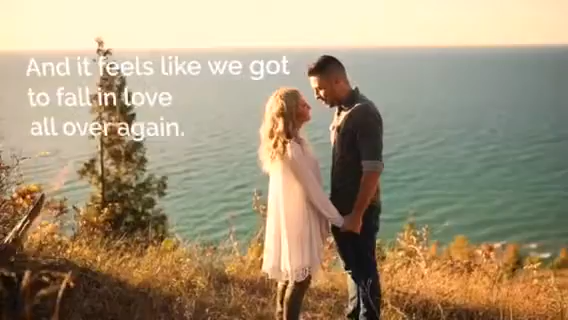 And it feels like we got
to fall in love
all over again.